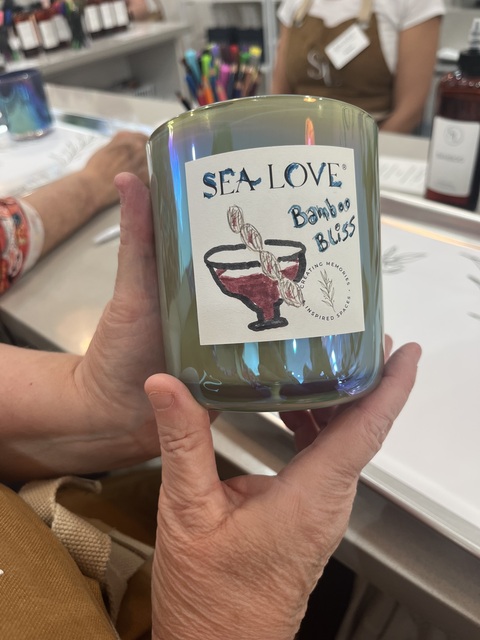 SEA LOVE®
Bamboo
Bliss
CREATING MEMORIES
INSPIRED SPACES